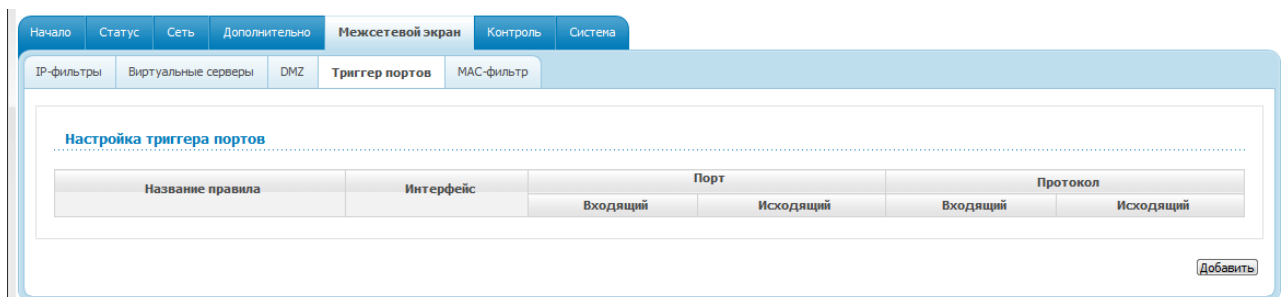 Начало Статус Сеть Дополнительно Межсетевой экран Контроль Система
IP-фильтры Виртуальные серверы DMZ Триггер портов MAC-фильтр
Настройка триггера портов
Название правила Интерфейс Порт Протокол
Входящий Исходящий Входящий Исходящий
Добавить